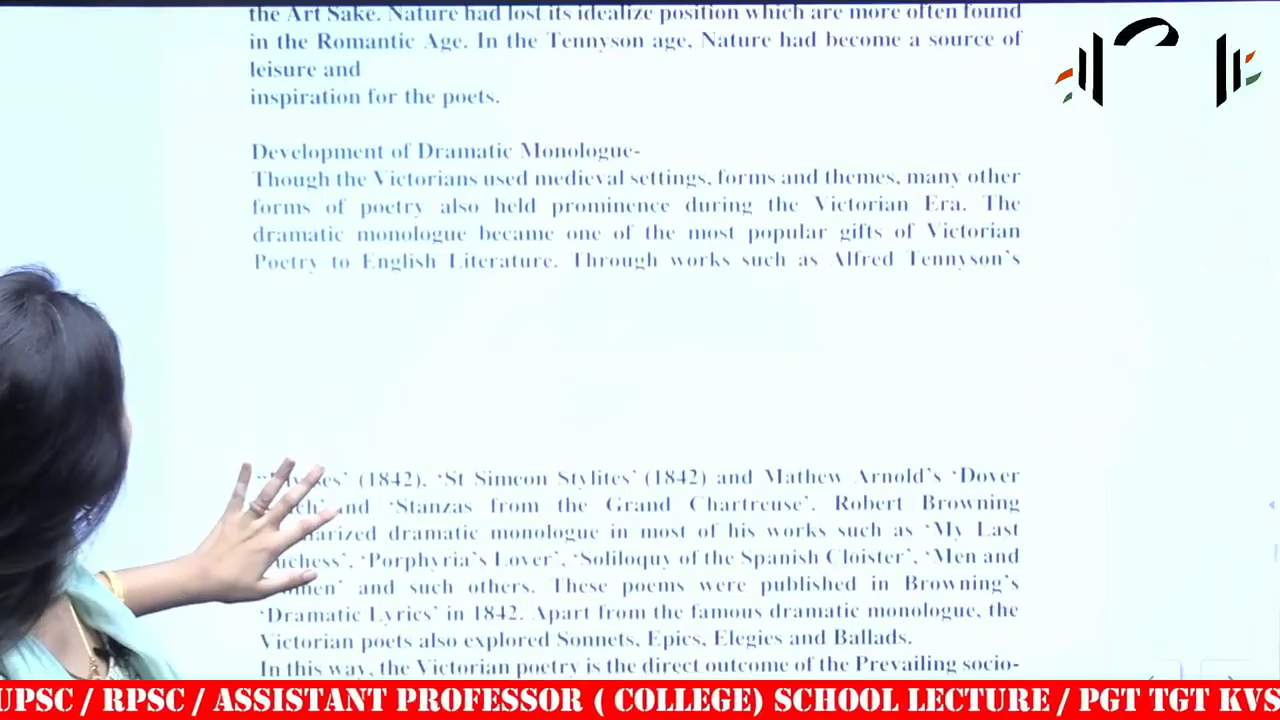 the Art Sake. Nature had lost its idealize position which are more often found
in the Romantic Age. In the Tennyson age, Nature had become a source of
leisure and
inspiration for the poets.
Development of Dramatic Monologue-
Though the Victorians used medieval settings, forms and themes, many other
forms of poetry also held prominence during the Victorian Era. The
dramatic monologue became one of the most popular gifts of Victorian
Poetry to English Literature. Through works such as Alfred Tennyson's
(1842), 'St Simeon Stylites' (1842) and Mathew Arnold's 'Dover
and 'Stanzas from the Grand Chartreuse'. Robert Browning
dramatic monologue in most of his works such as 'My Last
'Porphyria's Lover', 'Soliloquy of the Spanish Cloister', 'Men and
and such others. These poems were published in Browning's
'Dramatic Lyrics' in 1842. Apart from the famous dramatic monologue, the
Victorian poets also explored Sonnets, Epics, Elegies and Ballads.
In this way, the Victorian poetry is the direct outcome of the Prevailing socio-
UPSC / RPSC / ASSISTANT PROFESSOR ( COLLEGE) SCHOOL LECTURE / PGT TGT KVS